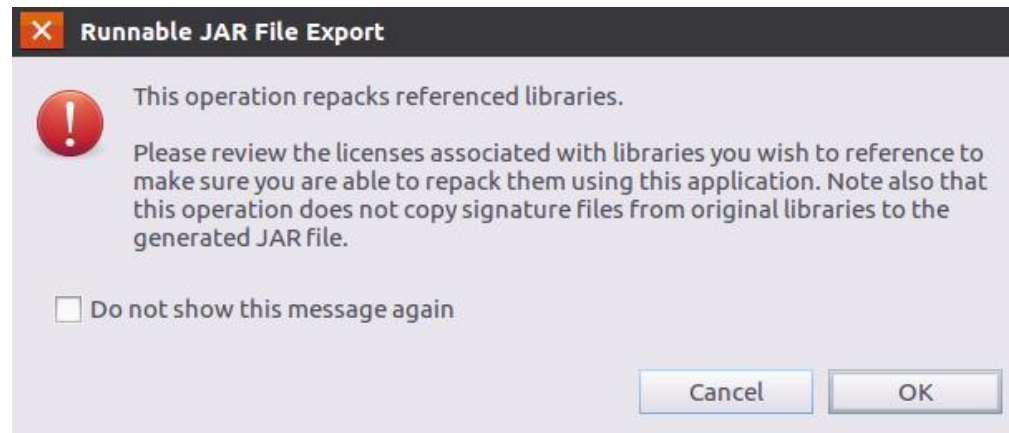 Runnable JAR File Export
This operation repacks referenced libraries.
Please review the licenses associated with libraries you wish to reference to
make sure you are able to repack them using this application. Note also that
this operation does not copy signature files from original libraries to the
generated JAR file.
Do not show this message again
Cancel OK